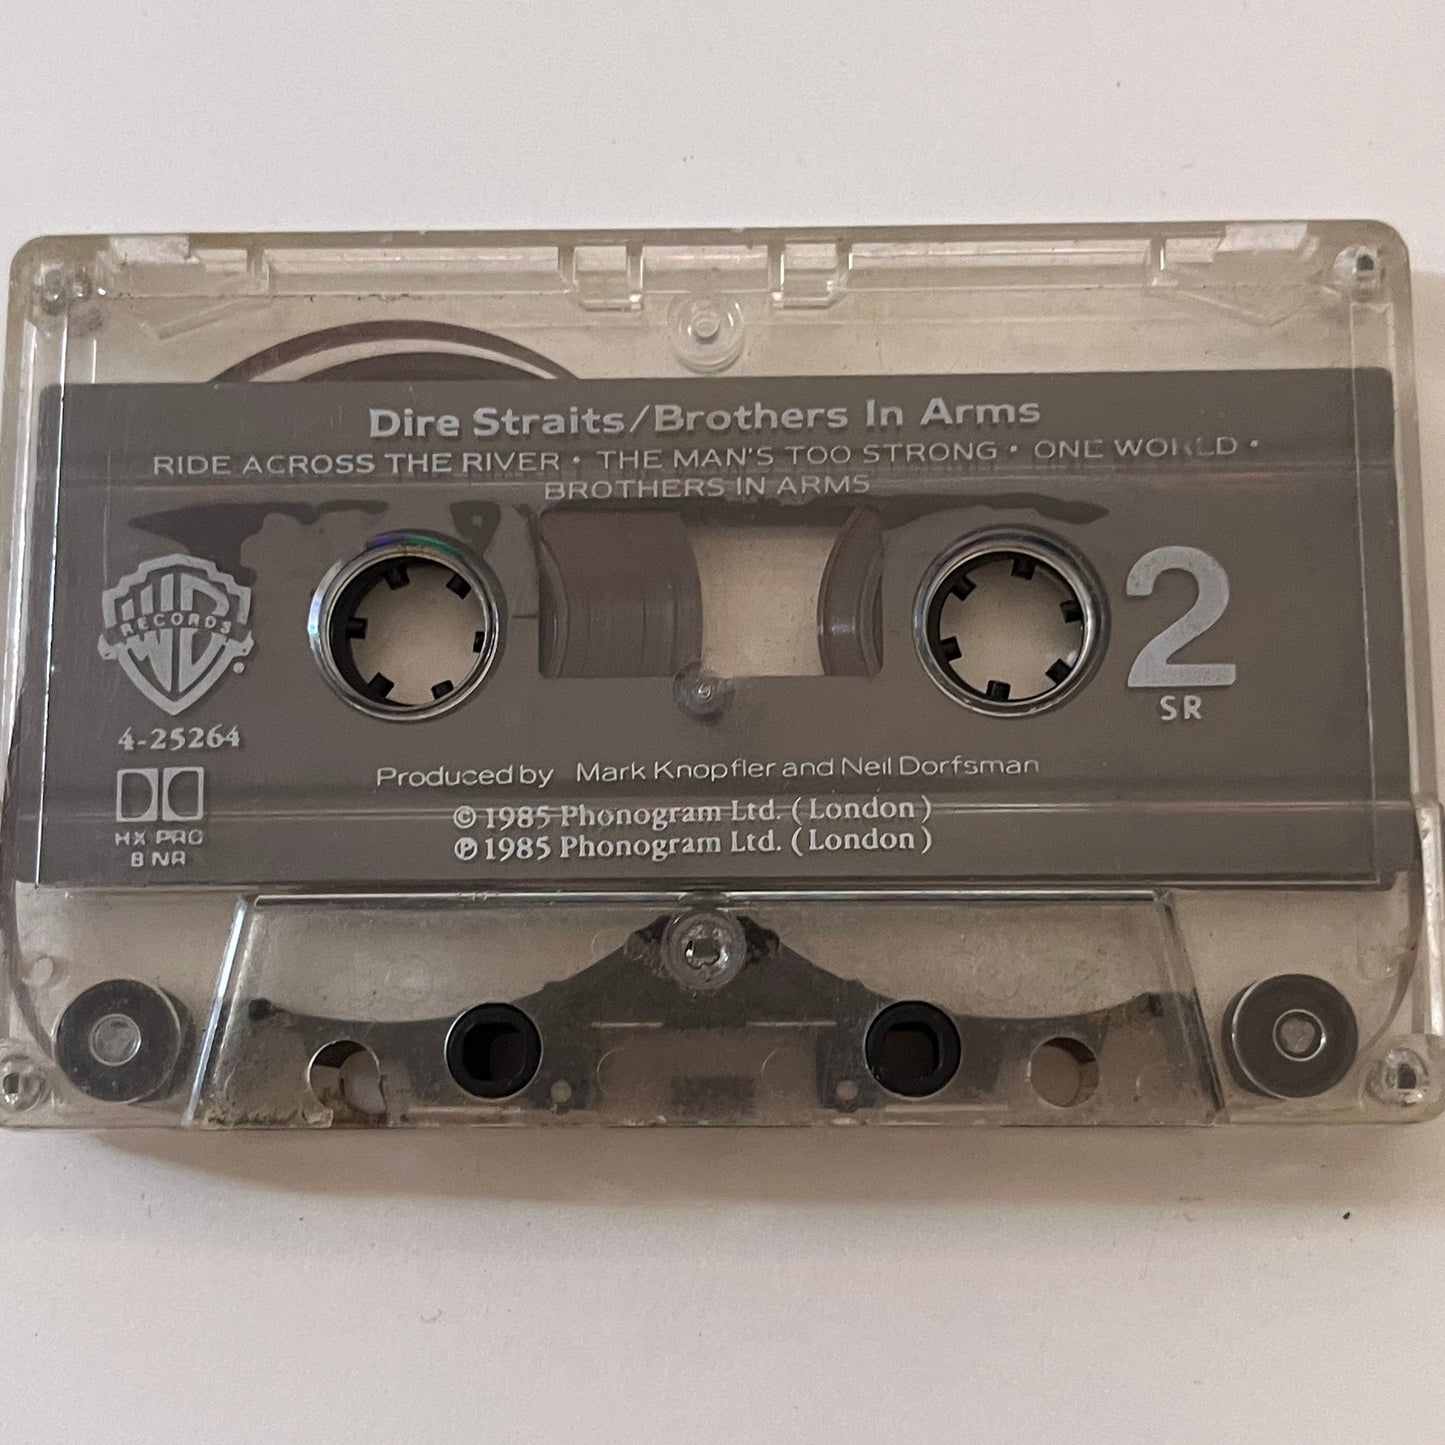 Dire Straits/Brothers In Arms
RIDE ACROSS THE RIVER • THE MAN'S TOO STRONG • ONE WORLD •
BROTHERS IN ARMS
WB
RECORDS
®
4-25264
2
SR
HX PRO
B NR
Produced by Mark Knopfler and Neil Dorfsman
© 1985 Phonogram Ltd. (London)
℗ 1985 Phonogram Ltd. (London)